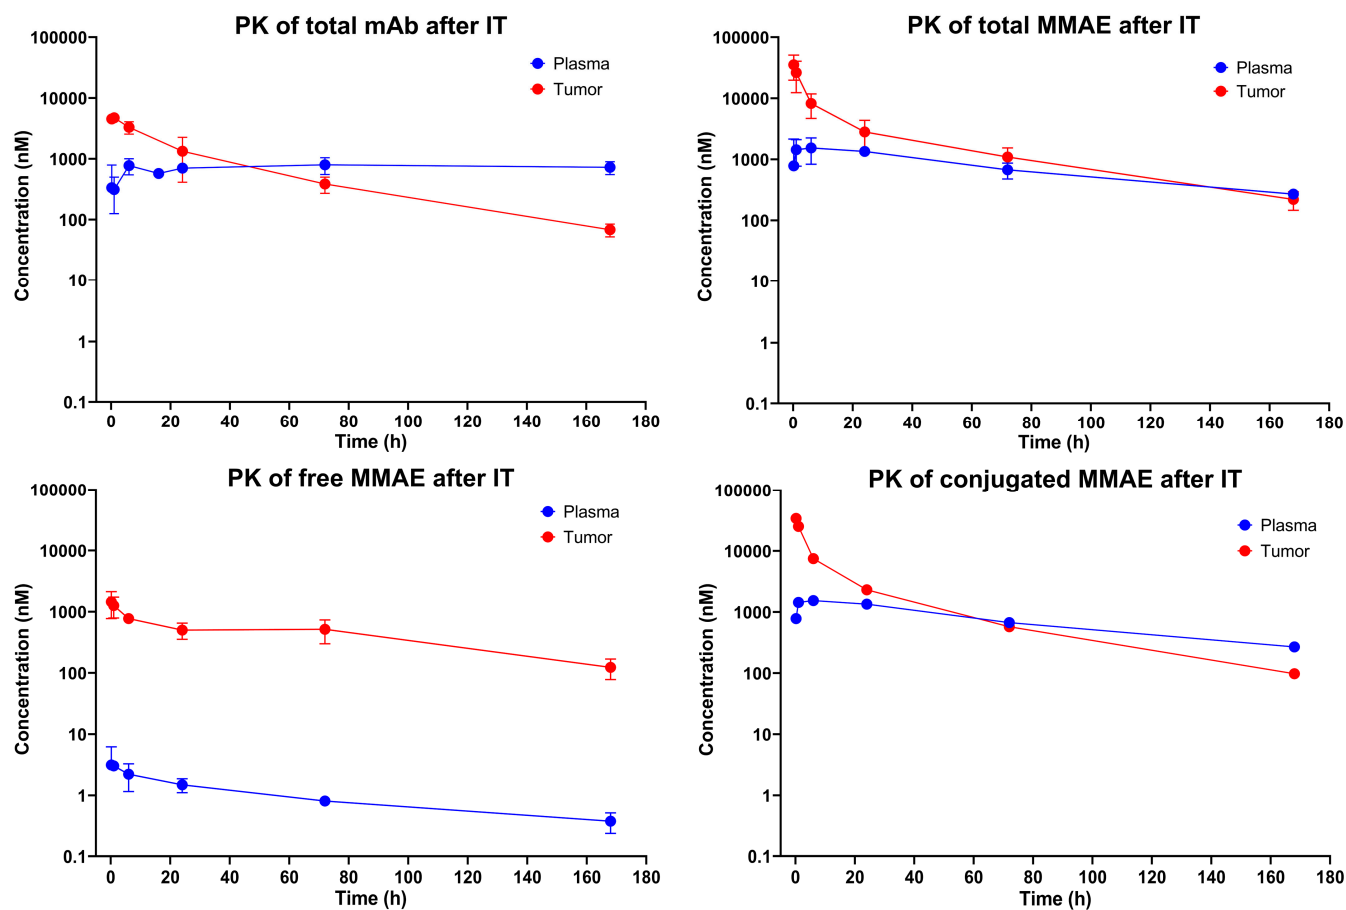 PK of total mAb after IT
Plasma
Tumor
Concentration (nM)
100000
10000
1000
100
10
1
0.1
0 20 40 60 80 100 120 140 160 180
Time (h)
PK of total MMAE after IT
Plasma
Tumor
Concentration (nM)
100000
10000
1000
100
10
1
0.1
0 20 40 60 80 100 120 140 160 180
Time (h)
PK of free MMAE after IT
Plasma
Tumor
Concentration (nM)
100000
10000
1000
100
10
1
0.1
0 20 40 60 80 100 120 140 160 180
Time (h)
PK of conjugated MMAE after IT
Plasma
Tumor
Concentration (nM)
100000
10000
1000
100
10
1
0.1
0 20 40 60 80 100 120 140 160 180
Time (h)